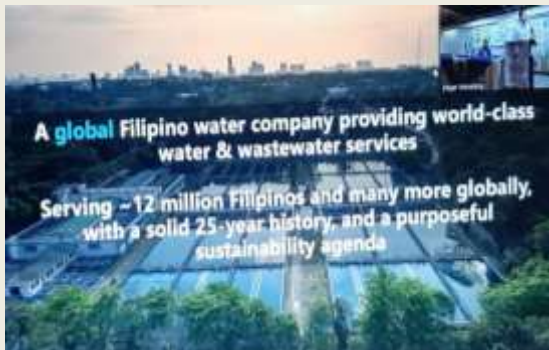 A global Filipino water company providing world-class
water & wastewater services
Serving ~12 million Filipinos and many more globally,
with a solid 25-year history, and a purposeful
sustainability agenda